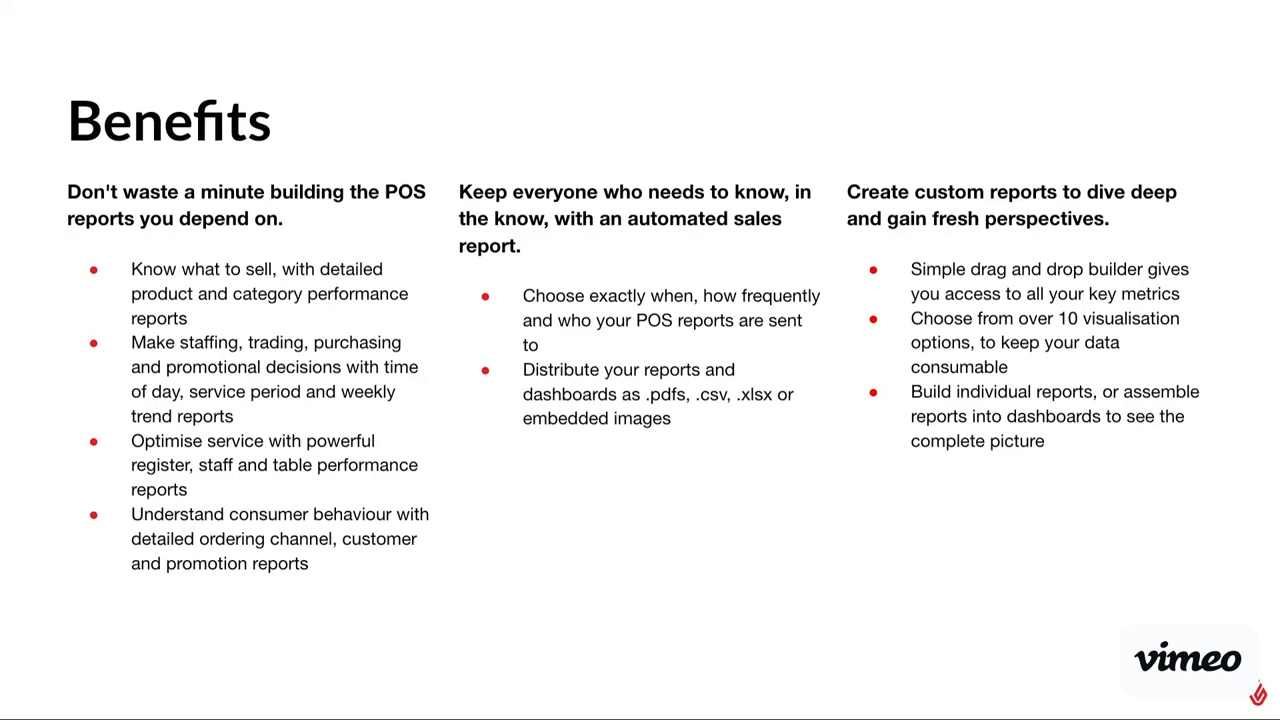 Benefits
Don't waste a minute building the POS
reports you depend on.
Know what to sell, with detailed
product and category performance
reports
Make staffing, trading, purchasing
and promotional decisions with time
of day, service period and weekly
trend reports
Optimise service with powerful
register, staff and table performance
reports
Understand consumer behaviour with
detailed ordering channel, customer
and promotion reports
Keep everyone who needs to know, in
the know, with an automated sales
report.
Choose exactly when, how frequently
and who your POS reports are sent
to
Distribute your reports and
dashboards as .pdfs, .csv, .xlsx or
embedded images
Create custom reports to dive deep
and gain fresh perspectives.
Simple drag and drop builder gives
you access to all your key metrics
Choose from over 10 visualisation
options, to keep your data
consumable
Build individual reports, or assemble
reports into dashboards to see the
complete picture
vimeo